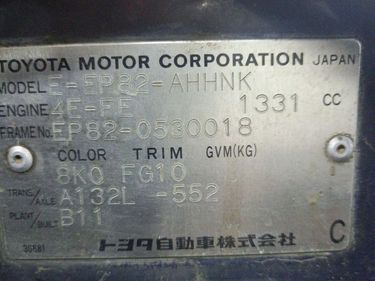 TOYOTA MOTOR CORPORATION JAPAN
MODEL E-EP82-AHHNK
ENGINE 4E-FE 1331 CC
FRAME No. EP82-0530018
COLOR TRIM GVM(KG)
8K0 FG10
TRANS./AXLE A132L -552
PLANT/BUILT B11
トヨタ自動車株式会社 C